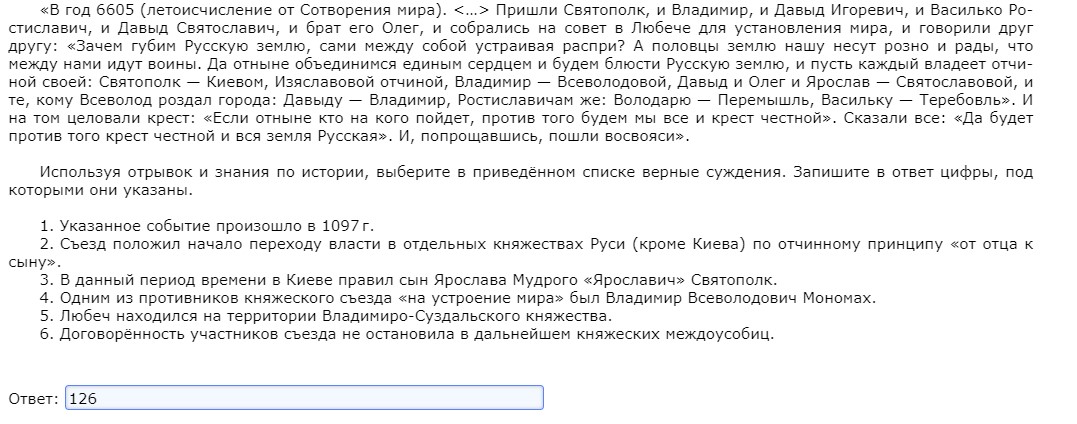 «В год 6605 (летоисчисление от Сотворения мира). <...> Пришли Святополк, и Владимир, и Давыд Игоревич, и Василько Ро-
стиславич, и Давыд Святославич, и брат его Олег, и собрались на совет в Любече для установления мира, и говорили друг
другу: «Зачем губим Русскую землю, сами между собой устраивая распри? А половцы землю нашу несут розно и рады, что
между нами идут воины. Да отныне объединимся единым сердцем и будем блюсти Русскую землю, и пусть каждый владеет отчи-
ной своей: Святополк — Киевом, Изяславовой отчиной, Владимир — Всеволодовой, Давыд и Олег и Ярослав — Святославовой, и
те, кому Всеволод роздал города: Давыду — Владимир, Ростиславичам же: Володарю — Перемышль, Васильку — Теребовль». И
на том целовали крест: «Если отныне кто на кого пойдет, против того будем мы все и крест честной». Сказали все: «Да будет
против того крест честной и вся земля Русская». И, попрощавшись, пошли восвояси».
Используя отрывок и знания по истории, выберите в приведённом списке верные суждения. Запишите в ответ цифры, под
которыми они указаны.
1. Указанное событие произошло в 1097 г.
2. Съезд положил начало переходу власти в отдельных княжествах Руси (кроме Киева) по отчинному принципу «от отца к
сыну».
3. В данный период времени в Киеве правил сын Ярослава Мудрого «Ярославич» Святополк.
4. Одним из противников княжеского съезда «на устроение мира» был Владимир Всеволодович Мономах.
5. Любеч находился на территории Владимиро-Суздальского княжества.
6. Договорённость участников съезда не остановила в дальнейшем княжеских междоусобиц.
Ответ: 126